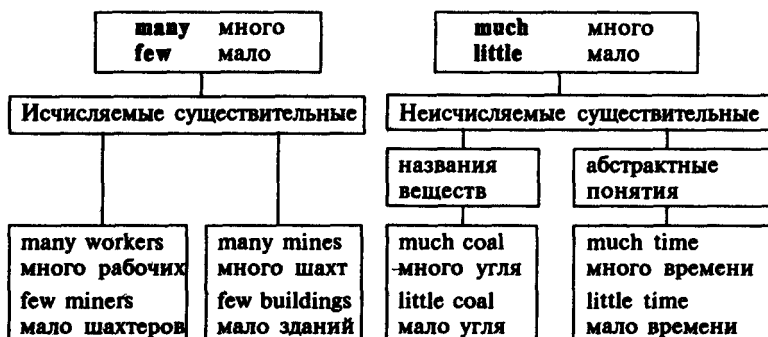 many много
few мало
much много
little мало
Исчисляемые существительные
Неисчисляемые существительные
названия
веществ
абстрактные
понятия
many workers
много рабочих
few miners
мало шахтеров
many mines
много шахт
few buildings
мало зданий
much coal
много угля
little coal
мало угля
much time
много времени
little time
мало времени